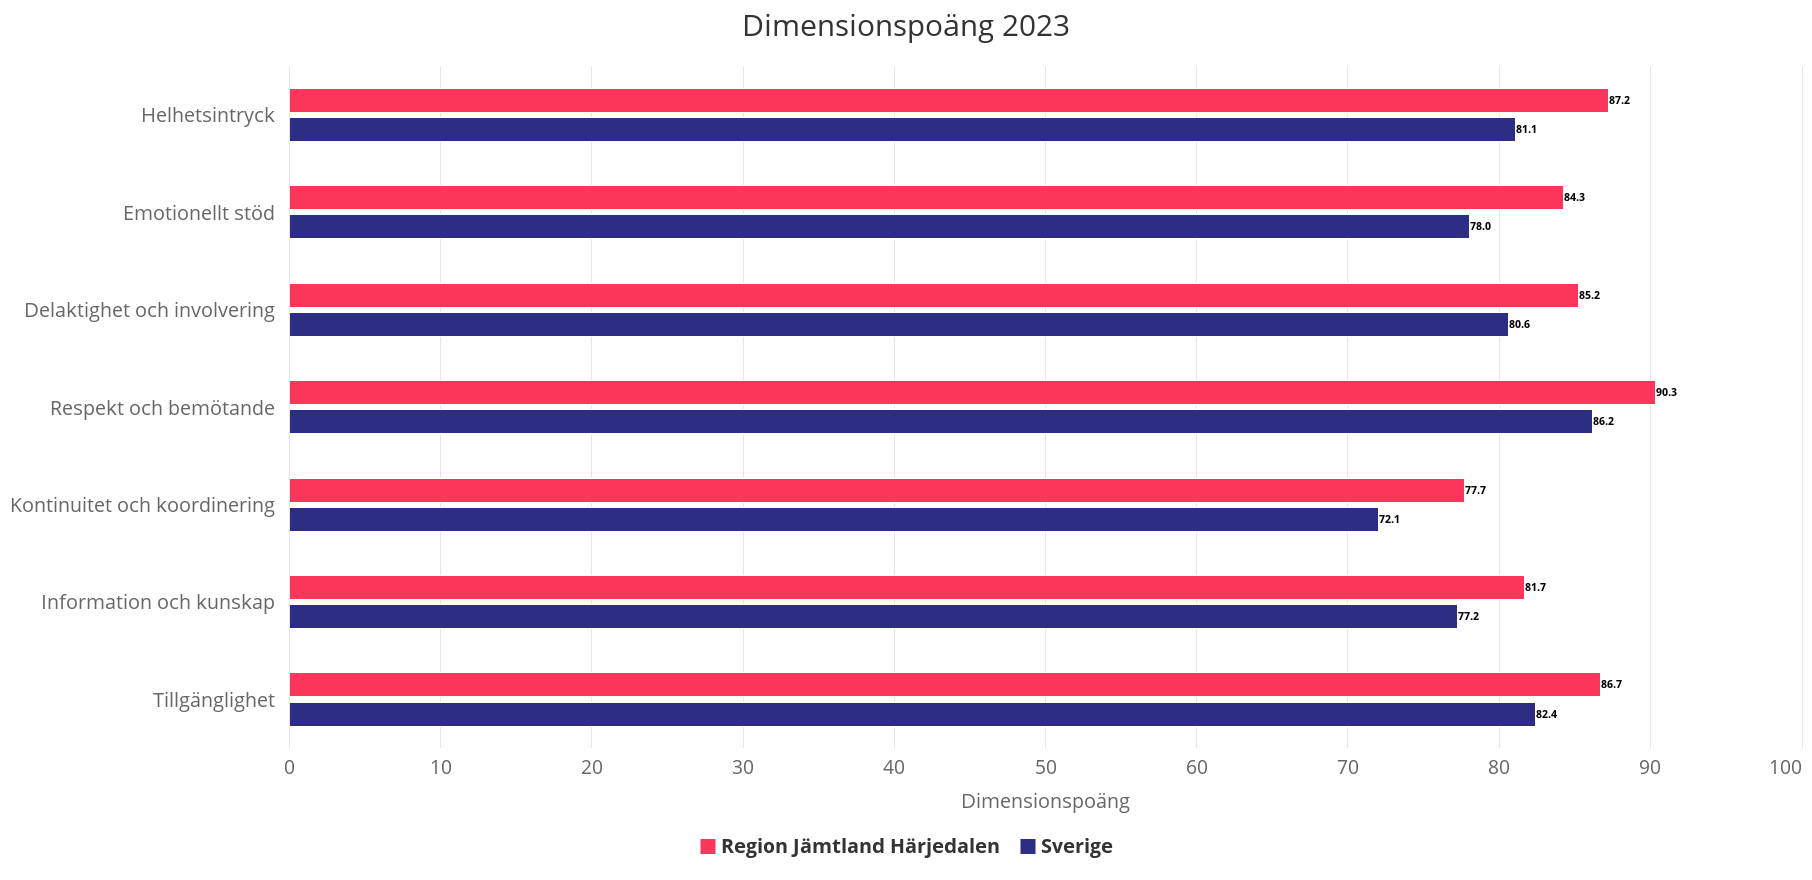 Dimensionspoäng 2023
Helhetsintryck
87.2
81.1
Emotionellt stöd
84.3
78.0
Delaktighet och involvering
85.2
80.6
Respekt och bemötande
90.3
86.2
Kontinuitet och koordinering
77.7
72.1
Information och kunskap
81.7
77.2
Tillgänglighet
86.7
82.4
0 10 20 30 40 50 60 70 80 90 100
Dimensionspoäng
Region Jämtland Härjedalen Sverige